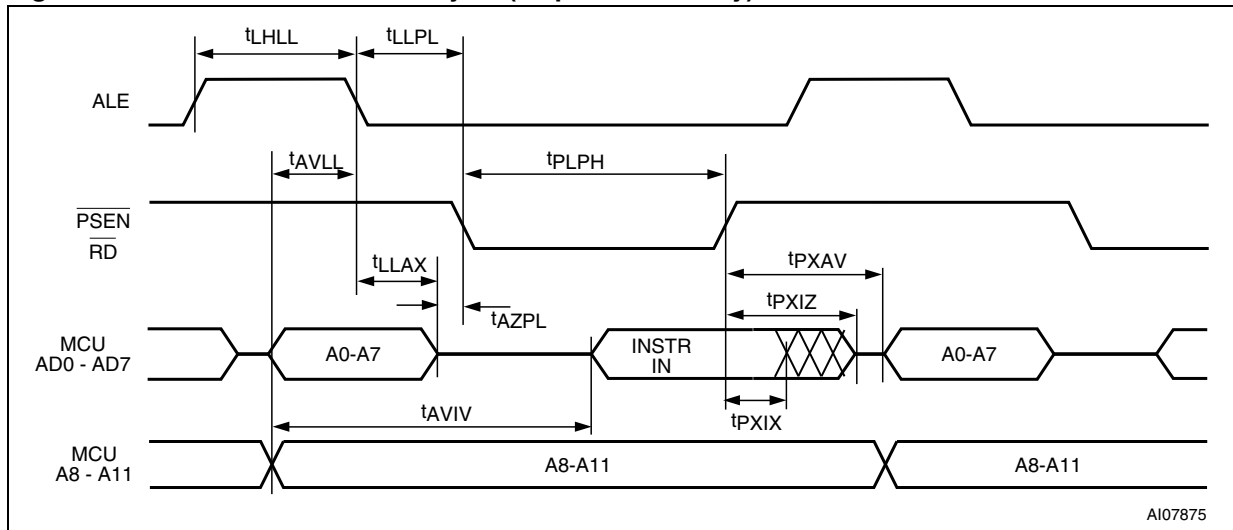 tLHLL
tLLPL
ALE
tAVLL
tPLPH
PSEN
RD
tLLAX
tPXAV
tAZPL
tPXIZ
MCU
AD0 - AD7
A0-A7
INSTR
IN
A0-A7
tAVIV
tPXIX
MCU
A8 - A11
A8-A11
A8-A11
AI07875